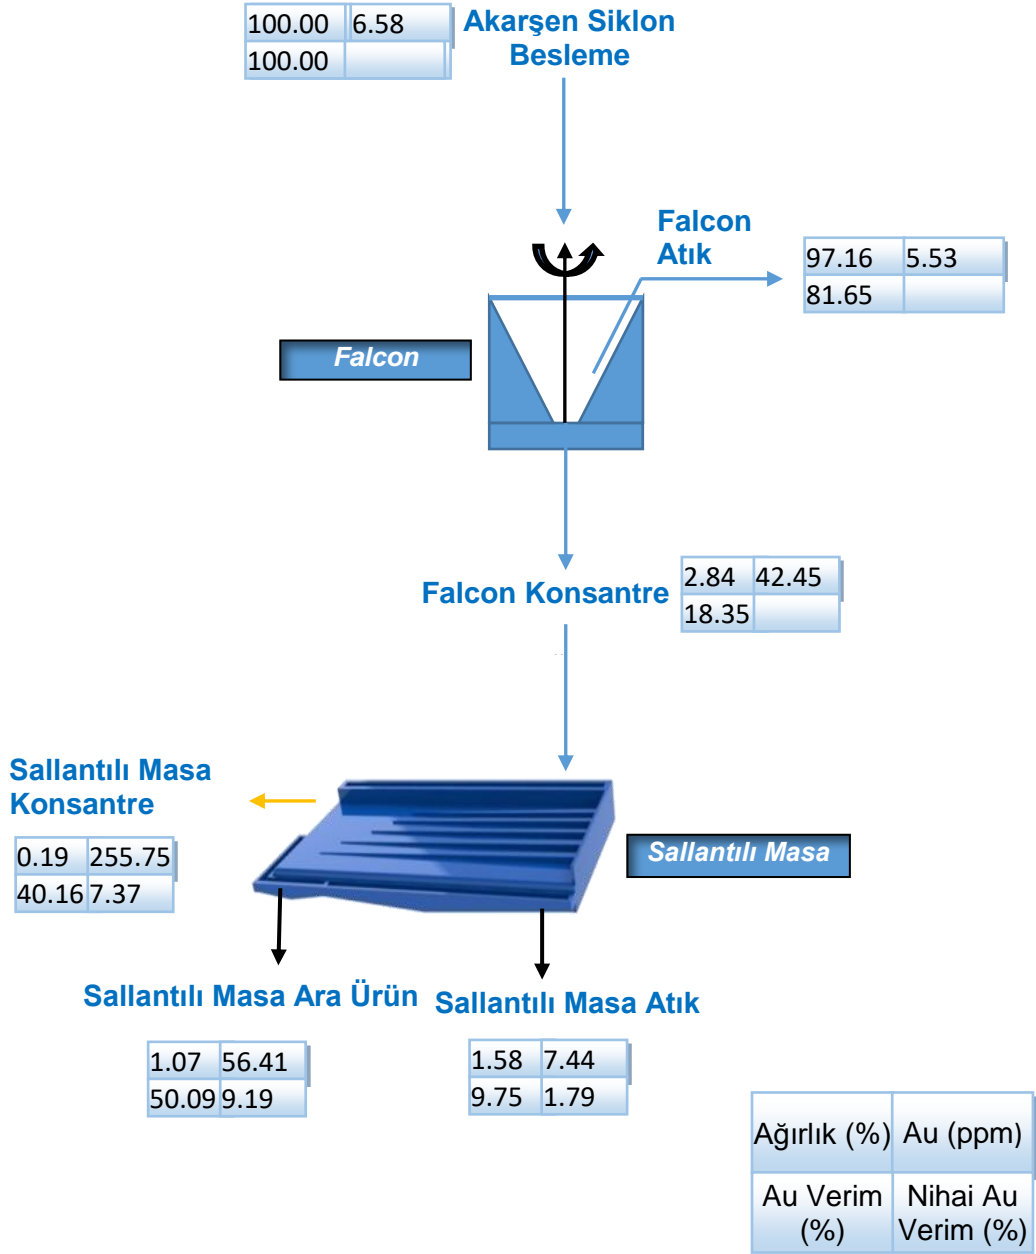 100.00 6.58
100.00
Akarşen Siklon
Besleme
Falcon
Atık
97.16 5.53
81.65
Falcon
Falcon Konsantre
2.84 42.45
18.35
Sallantılı Masa
Konsantre
0.19 255.75
40.16 7.37
Sallantılı Masa
Sallantılı Masa Ara Ürün
1.07 56.41
50.09 9.19
Sallantılı Masa Atık
1.58 7.44
9.75 1.79
Ağırlık (%) Au (ppm)
Au Verim
(%)
Nihai Au
Verim (%)